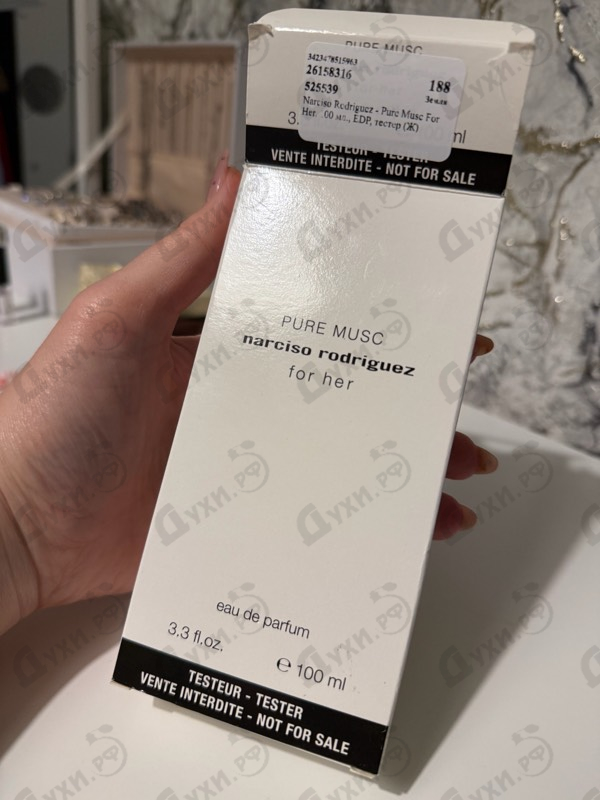 PURE MUSC
3423478515963
26158316
525539
188
Narciso Rodriguez - Pure Musc For
Her, 100 мл., EDP, тестер (Ж)
3.
ml
TESTEUR - TESTER
VENTE INTERDITE - NOT FOR SALE
PURE MUSC
narciso rodriguez
for her
eau de parfum
3.3 fl.oz.
℮ 100 ml
TESTEUR - TESTER
VENTE INTERDITE - NOT FOR SALE
Духи.рф